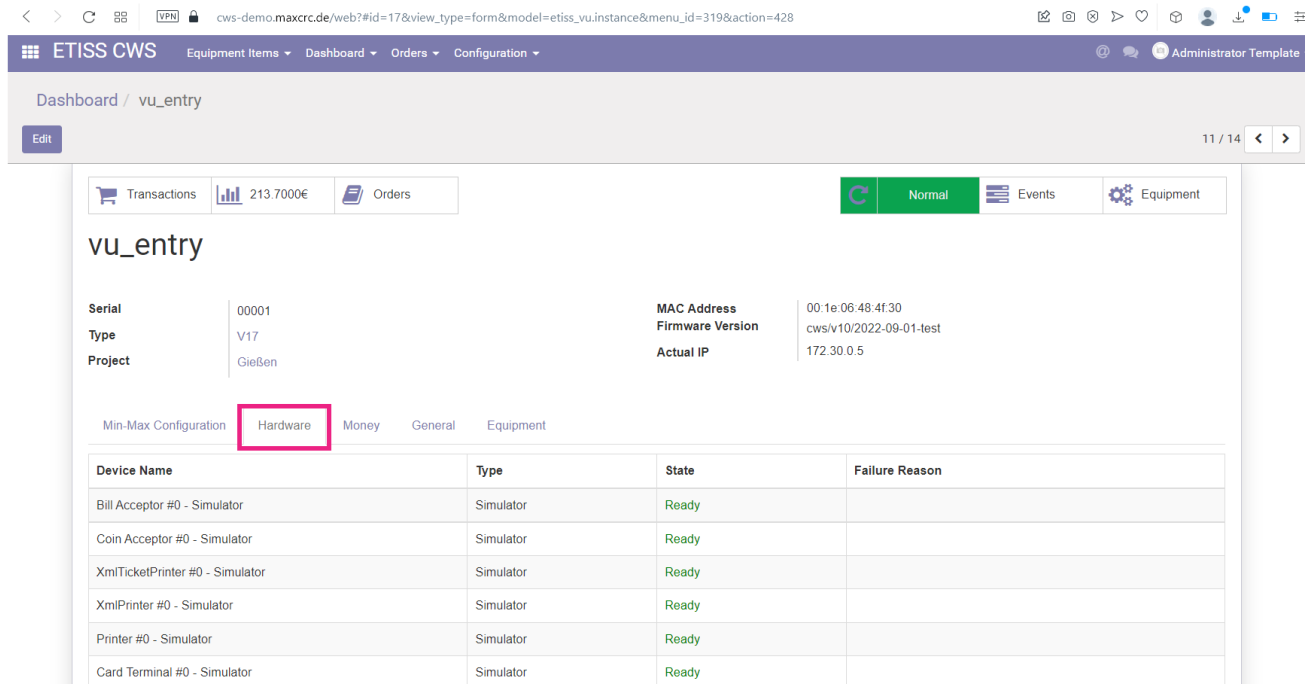 VPN cws-demo.maxcrc.de/web?#id=17&view_type=form&model=etiss_vu.instance&menu_id=319&action=428
ETISS CWS Equipment Items Dashboard Orders Configuration @ Administrator Template
Dashboard / vu_entry
Edit 11 / 14
Transactions 213.7000€ Orders Normal Events Equipment
vu_entry
Serial 00001 MAC Address 00:1e:06:48:4f:30
Type V17 Firmware Version cws/v10/2022-09-01-test
Project Gießen Actual IP 172.30.0.5
Min-Max Configuration Hardware Money General Equipment
Device Name Type State Failure Reason
Bill Acceptor #0 - Simulator Simulator Ready
Coin Acceptor #0 - Simulator Simulator Ready
XmlTicketPrinter #0 - Simulator Simulator Ready
XmlPrinter #0 - Simulator Simulator Ready
Printer #0 - Simulator Simulator Ready
Card Terminal #0 - Simulator Simulator Ready